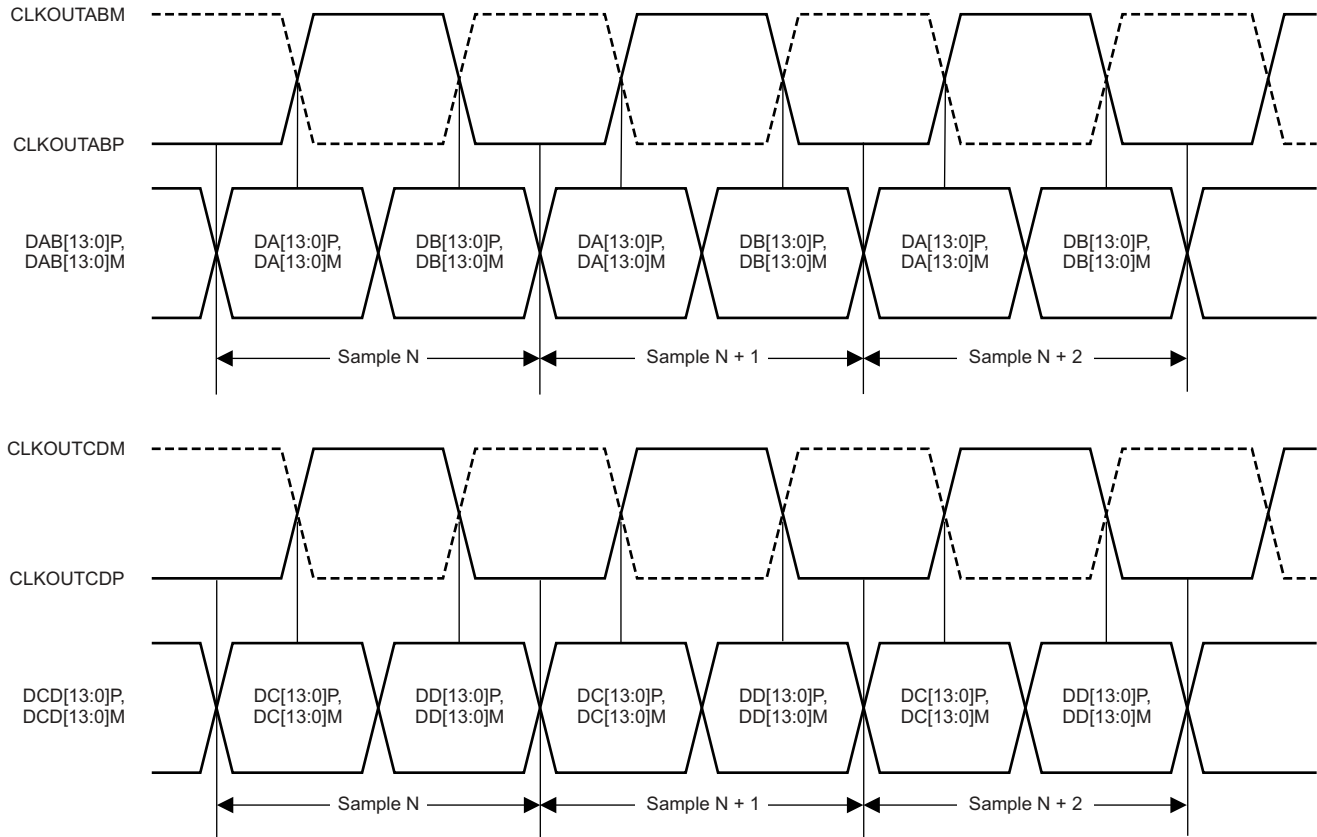 CLKOUTABM
CLKOUTABP
DAB[13:0]P,
DAB[13:0]M
DA[13:0]P,
DA[13:0]M
DB[13:0]P,
DB[13:0]M
DA[13:0]P,
DA[13:0]M
DB[13:0]P,
DB[13:0]M
DA[13:0]P,
DA[13:0]M
DB[13:0]P,
DB[13:0]M
Sample N
Sample N + 1
Sample N + 2
CLKOUTCDM
CLKOUTCDP
DCD[13:0]P,
DCD[13:0]M
DC[13:0]P,
DC[13:0]M
DD[13:0]P,
DD[13:0]M
DC[13:0]P,
DC[13:0]M
DD[13:0]P,
DD[13:0]M
DC[13:0]P,
DC[13:0]M
DD[13:0]P,
DD[13:0]M
Sample N
Sample N + 1
Sample N + 2